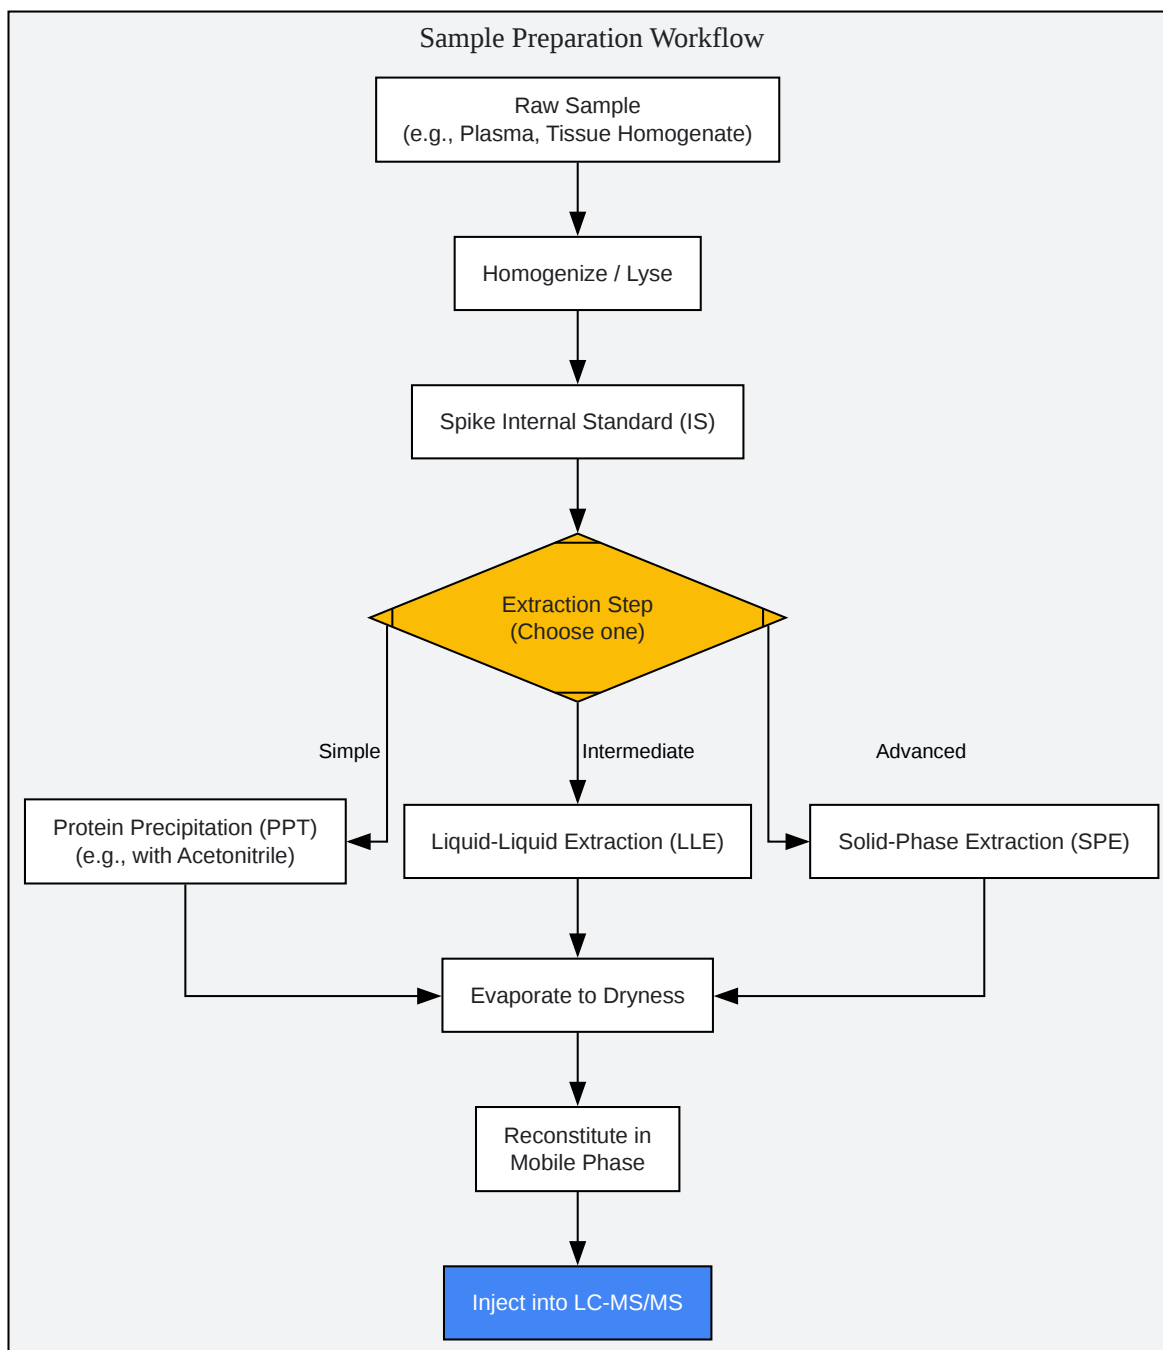 Sample Preparation Workflow
Raw Sample
(e.g., Plasma, Tissue Homogenate)
Homogenize / Lyse
Spike Internal Standard (IS)
Extraction Step
(Choose one)
Simple
Intermediate
Advanced
Protein Precipitation (PPT)
(e.g., with Acetonitrile)
Liquid-Liquid Extraction (LLE)
Solid-Phase Extraction (SPE)
Evaporate to Dryness
Reconstitute in
Mobile Phase
Inject into LC-MS/MS